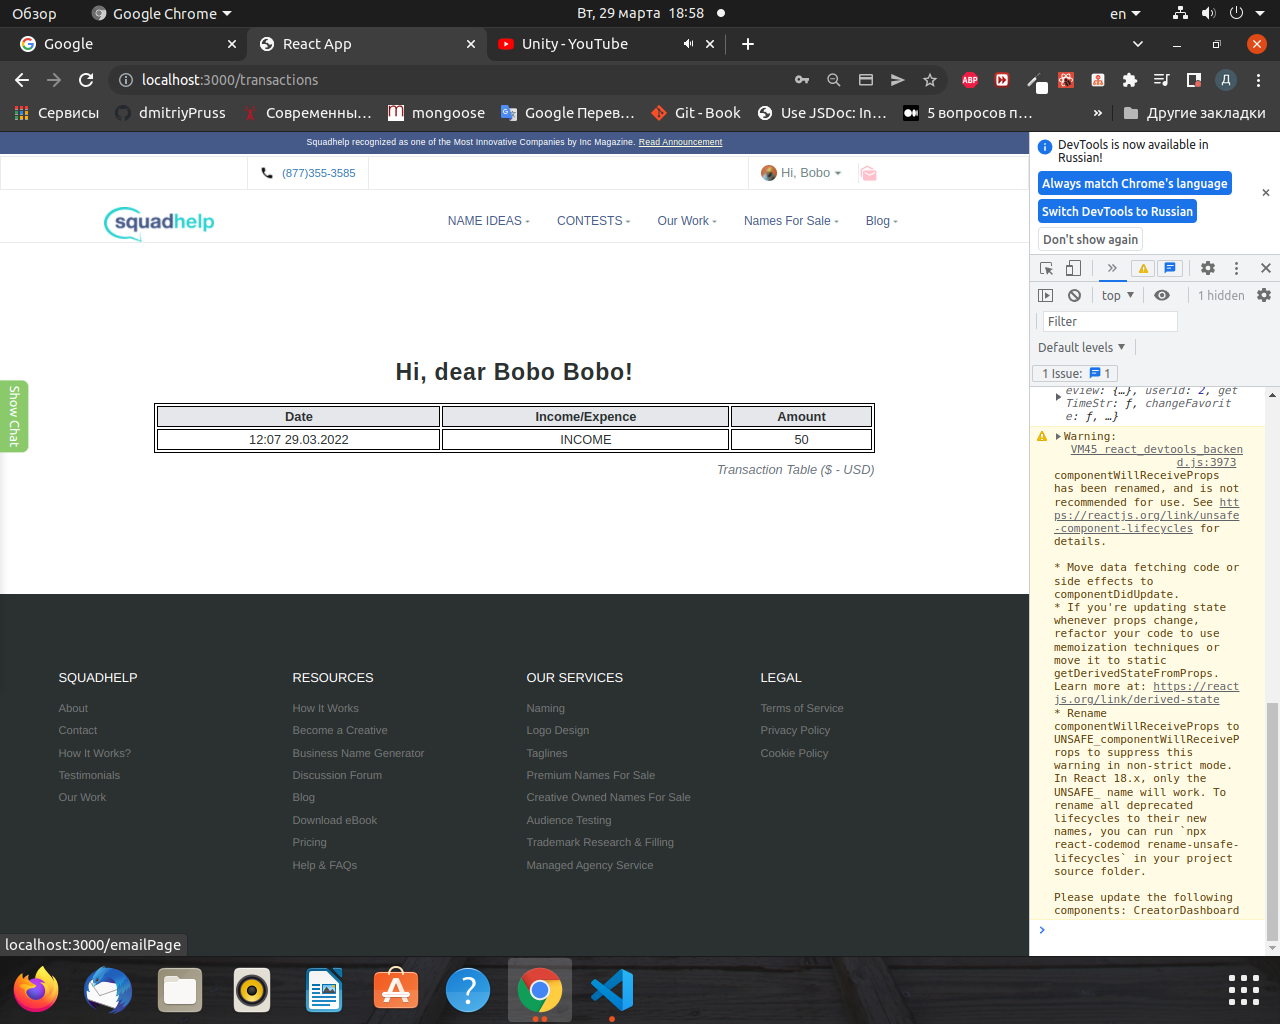 Обзор
Google Chrome
Вт, 29 марта 18:58
en
Google
React App
Unity - YouTube
localhost:3000/transactions
ABP
Д
Сервисы
dmitriyPruss
Современны…
mongoose
Google Перев…
Git - Book
Use JSDoc: In…
5 вопросов п…
»
Другие закладки
Squadhelp recognized as one of the Most Innovative Companies by Inc Magazine. Read Announcement
(877)355-3585
Hi, Bobo
squadhelp
NAME IDEAS
CONTESTS
Our Work
Names For Sale
Blog
Hi, dear Bobo Bobo!
Date Income/Expence Amount
12:07 29.03.2022 INCOME 50
Transaction Table ($ - USD)
Show Chat
SQUADHELP
About
Contact
How It Works?
Testimonials
Our Work
RESOURCES
How It Works
Become a Creative
Business Name Generator
Discussion Forum
Blog
Download eBook
Pricing
Help & FAQs
OUR SERVICES
Naming
Logo Design
Taglines
Premium Names For Sale
Creative Owned Names For Sale
Audience Testing
Trademark Research & Filling
Managed Agency Service
LEGAL
Terms of Service
Privacy Policy
Cookie Policy
localhost:3000/emailPage
DevTools is now available in
Russian!
Always match Chrome's language
Switch DevTools to Russian
Don't show again
»
top
1 hidden
Filter
Default levels
1 Issue: 1
eview: {…}, userId: 2, get
TimeStr: ƒ, changeFavorit
e: ƒ, …}
Warning:
VM45 react_devtools_backen
d.js:3973
componentWillReceiveProps
has been renamed, and is not
recommended for use. See htt
ps://reactjs.org/link/unsafe
-component-lifecycles for
details.
* Move data fetching code or
side effects to
componentDidUpdate.
* If you're updating state
whenever props change,
refactor your code to use
memoization techniques or
move it to static
getDerivedStateFromProps.
Learn more at: https://react
js.org/link/derived-state
* Rename
componentWillReceiveProps to
UNSAFE_componentWillReceiveP
rops to suppress this
warning in non-strict mode.
In React 18.x, only the
UNSAFE_ name will work. To
rename all deprecated
lifecycles to their new
names, you can run `npx
react-codemod rename-unsafe-
lifecycles` in your project
source folder.
Please update the following
components: CreatorDashboard